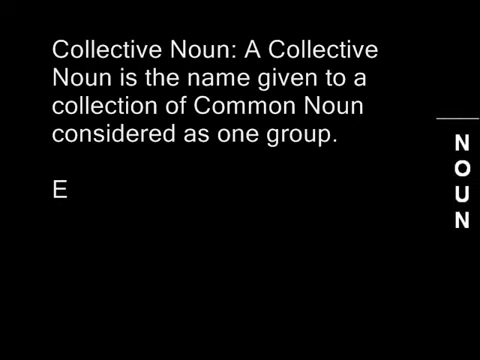 Collective Noun: A Collective
Noun is the name given to a
collection of Common Noun
considered as one group.
E
N
O
U
N